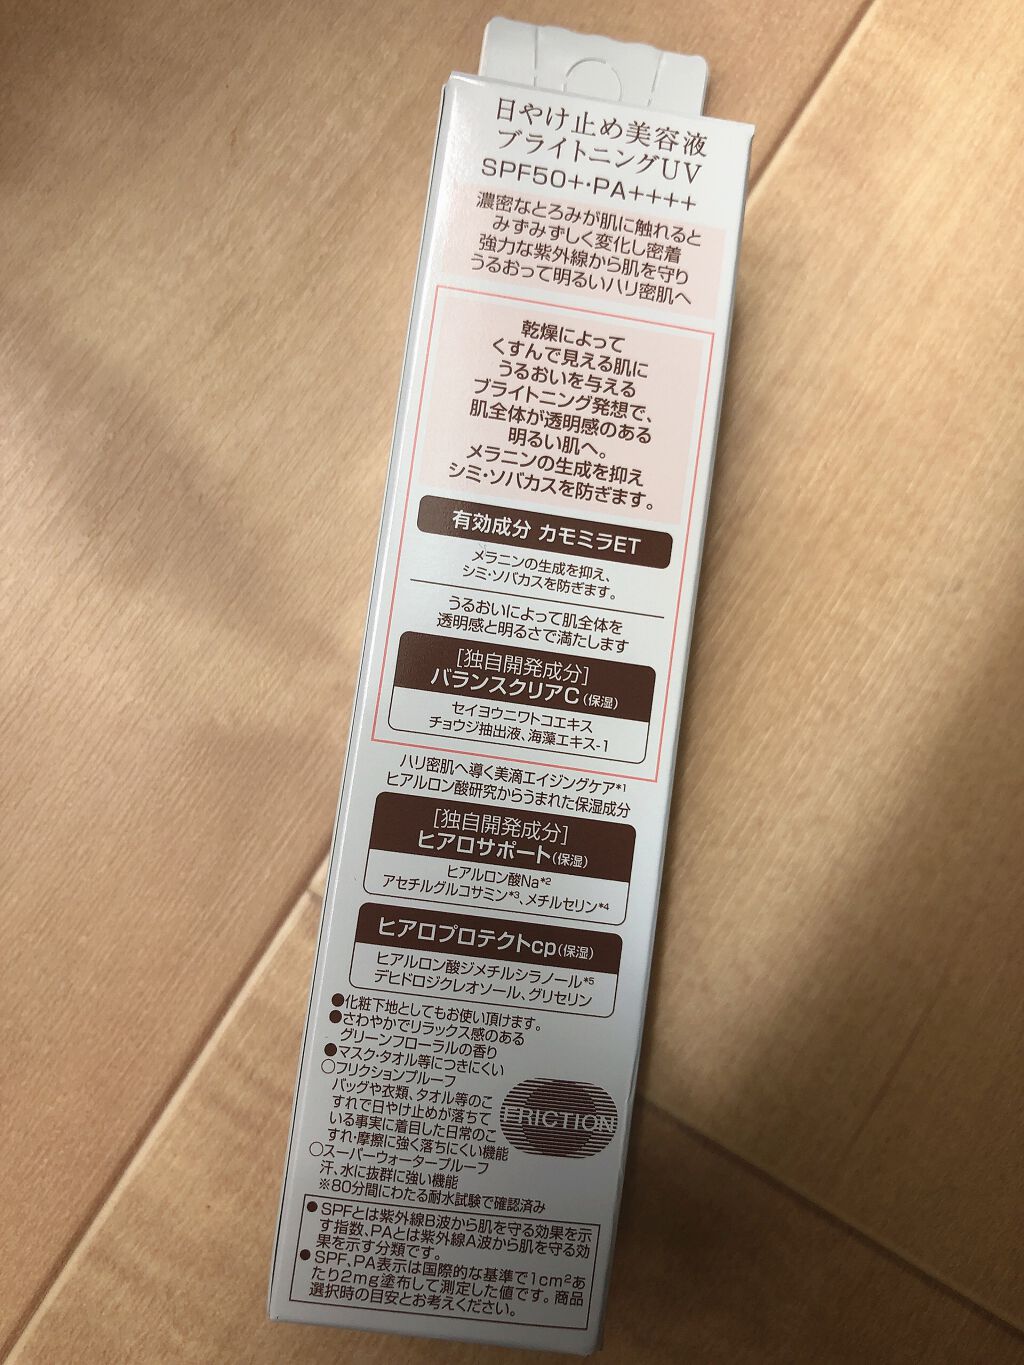 日やけ止め美容液
ブライトニングUV
SPF50+・PA++++
濃密なとろみが肌に触れると
みずみずしく変化し密着
強力な紫外線から肌を守り
うるおって明るいハリ密肌へ
乾燥によって
くすんで見える肌に
うるおいを与える
ブライトニング発想で、
肌全体が透明感のある
明るい肌へ。
メラニンの生成を抑え
シミ・ソバカスを防ぎます。
有効成分 カモミラET
メラニンの生成を抑え、
シミ・ソバカスを防ぎます。
うるおいによって肌全体を
透明感と明るさで満たします
[独自開発成分]
バランスクリアC(保湿)
セイヨウニワトコエキス
チョウジ抽出液、海藻エキス-1
ハリ密肌へ導く美滴エイジングケア*1
ヒアルロン酸研究からうまれた保湿成分
[独自開発成分]
ヒアロサポート(保湿)
ヒアルロン酸Na*2
アセチルグルコサミン*3、メチルセリン*4
ヒアロプロテクトcp(保湿)
ヒアルロン酸ジメチルシラノール*5
デヒドロジクレオソール、グリセリン
●化粧下地としてもお使い頂けます。
●さわやかでリラックス感のある
グリーンフローラルの香り
●マスク・タオル等につきにくい
○フリクションプルーフ
バッグや衣類、タオル等のこ
すれで日やけ止めが落ちて
いる事実に着目した日常のこ
すれ・摩擦に強く落ちにくい機能
FRICTION
○スーパーウォータープルーフ
汗、水に抜群に強い機能
※80分間にわたる耐水試験で確認済み
●SPFとは紫外線B波から肌を守る効果を示
す指数、PAとは紫外線A波から肌を守る効
果を示す分類です。
●SPF、PA表示は国際的な基準で1cm²あ
たり2mg塗布して測定した値です。商品
選択時の目安とお考えください。